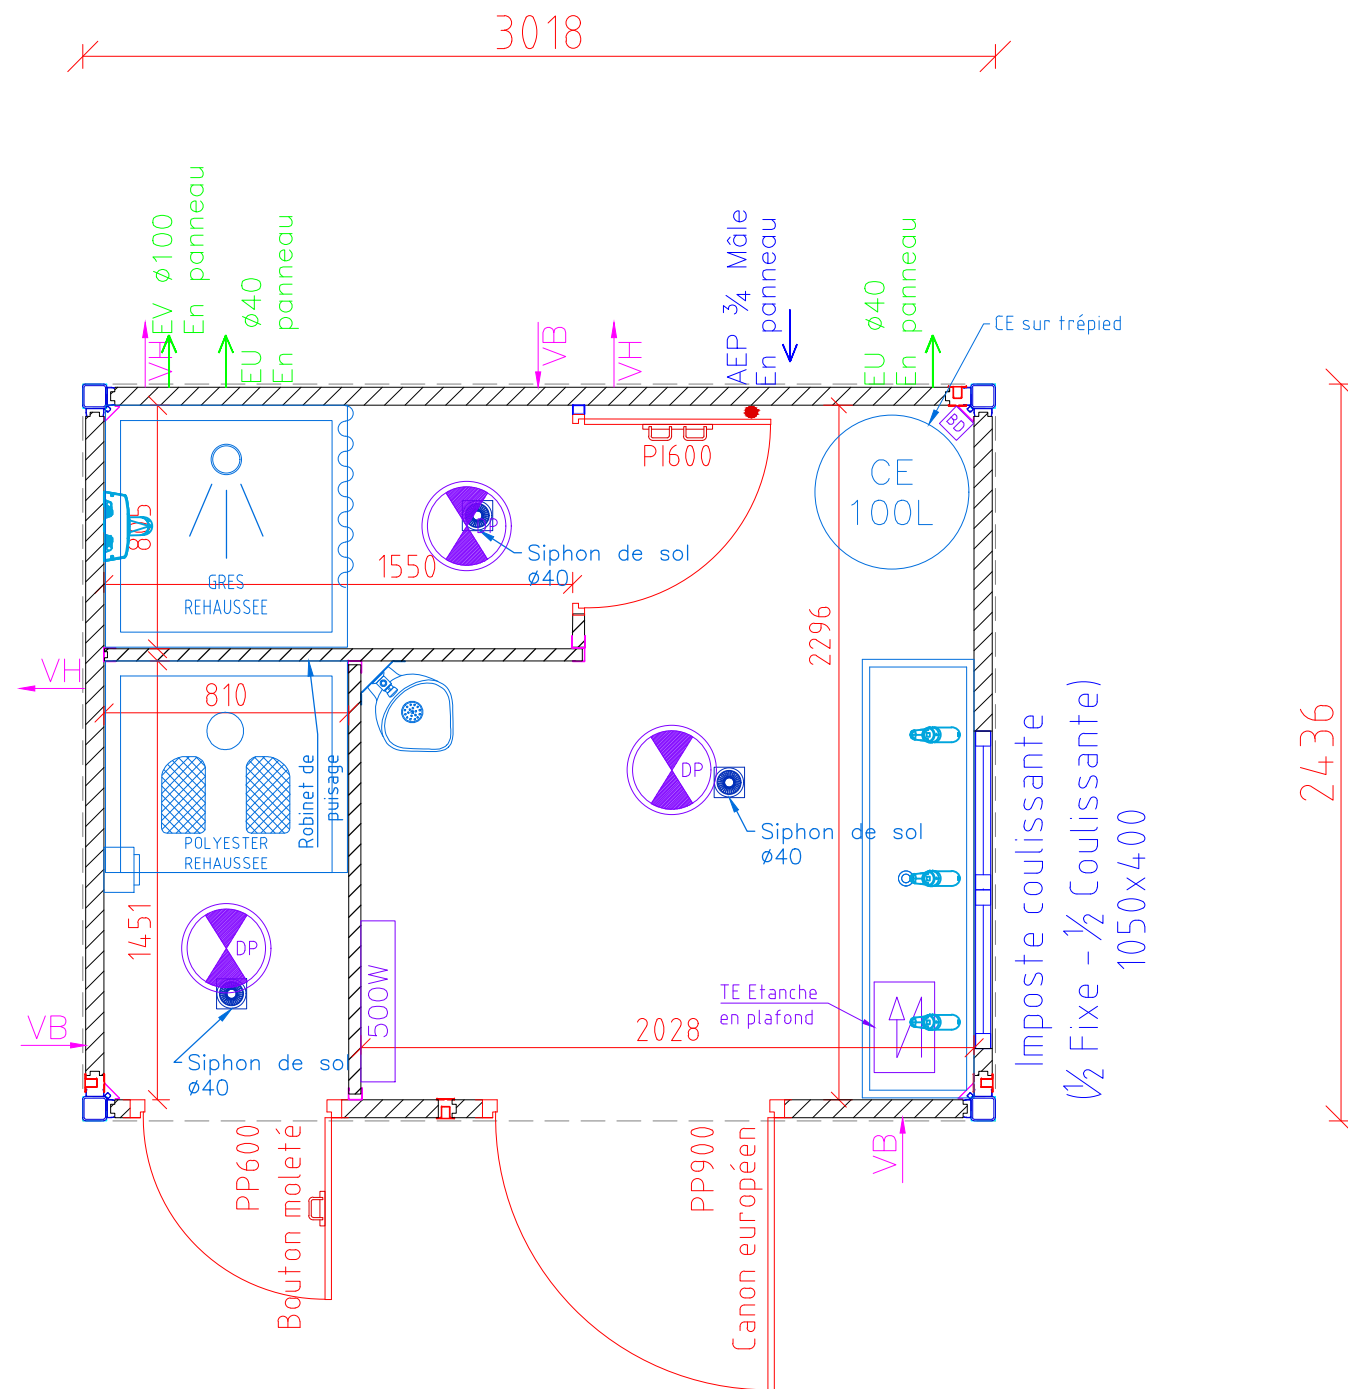 3018
EV ø100
En panneau
VH
EU ø40
En panneau
VB
VH
AEP ¾ Mâle
En panneau
EU ø40
En panneau
CE sur trépied
BD
PI600
CE
100L
Siphon de sol
ø40
1550
GRES
REHAUSSEE
2296
VH
810
Robinet de
puisage
POLYESTER
REHAUSSEE
DP
Siphon de sol
ø40
1451
DP
500W
TE Etanche
en plafond
2028
VB
Siphon de sol
ø40
Imposte coulissante
(½ Fixe - ½ Coulissante)
1050x400
2436
PP600
Bouton moleté
PP900
Canon européen
VB